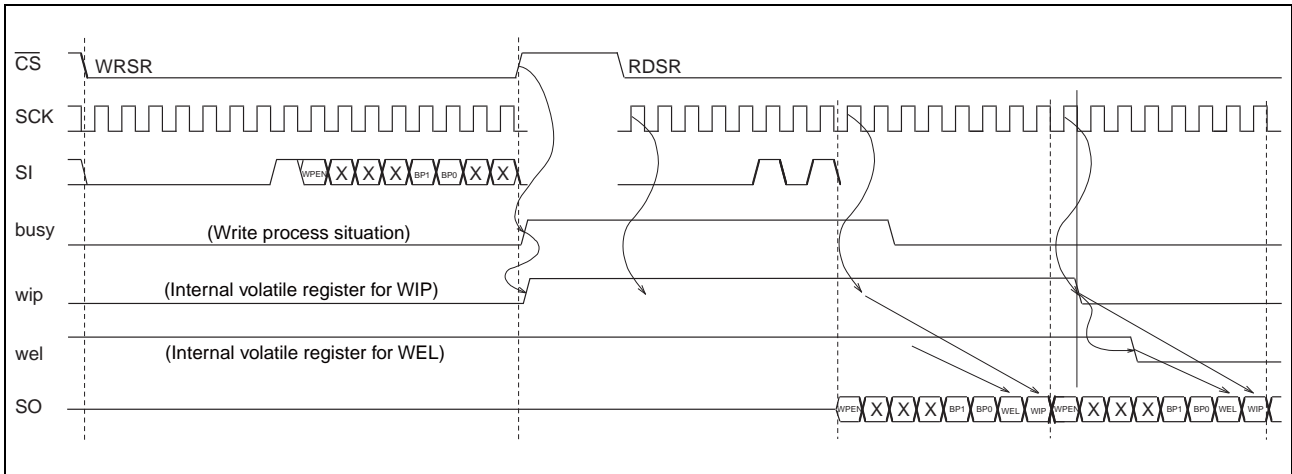 CS WRSR RDSR
SCK
SI WPEN X X X BP1 BP0 X X
busy (Write process situation)
wip (Internal volatile register for WIP)
wel (Internal volatile register for WEL)
SO WPEN X X X BP1 BP0 WEL WIP WPEN X X X BP1 BP0 WEL WIP